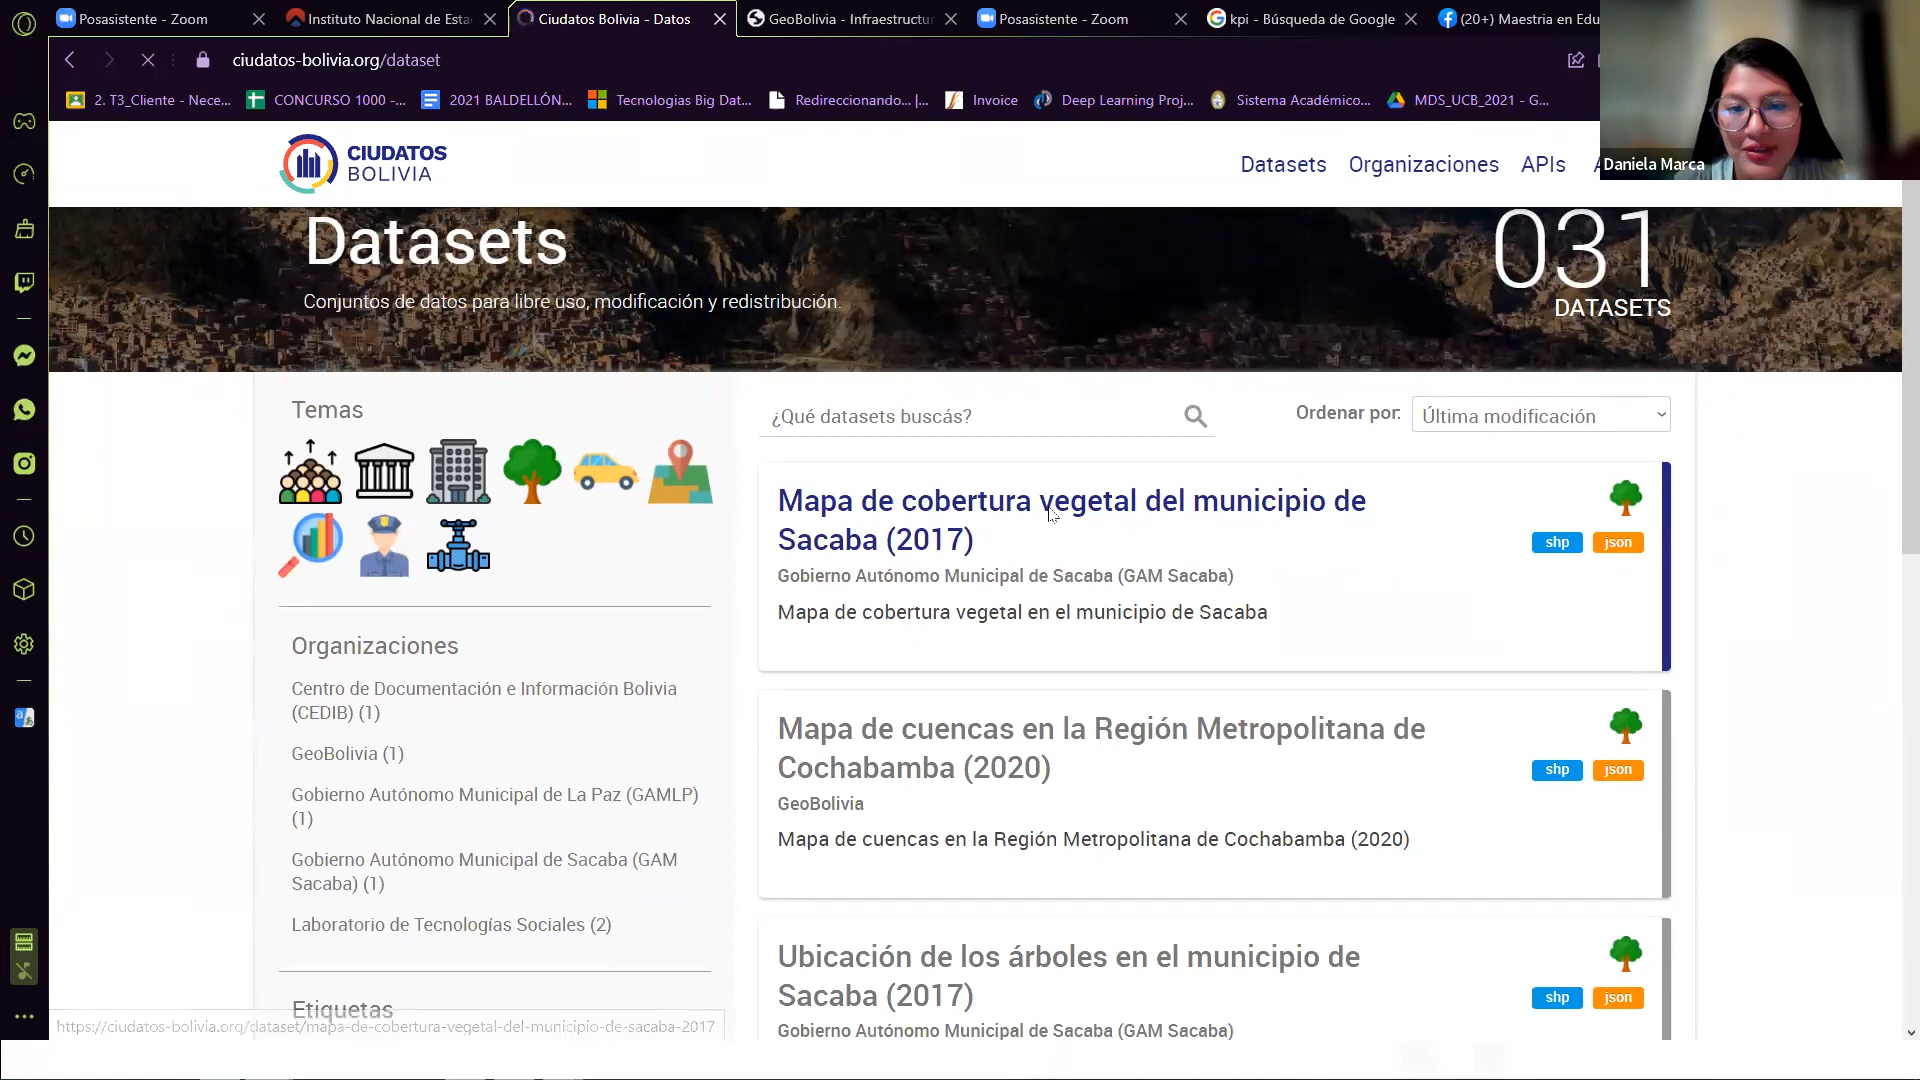 Posasistente - Zoom
Instituto Nacional de Esta
Ciudatos Bolivia - Datos
GeoBolivia - Infraestructur
Posasistente - Zoom
kpi - Búsqueda de Google
(20+) Maestria en Edu
ciudatos-bolivia.org/dataset
2. T3_Cliente - Nece...
CONCURSO 1000 -...
2021 BALDELLÓN...
Tecnologias Big Dat...
Redireccionando... |...
Invoice
Deep Learning Proj...
Sistema Académico...
MDS_UCB_2021 - G...
Daniela Marca
CIUDATOS
BOLIVIA
Datasets
Organizaciones
APIs
Datasets
Conjuntos de datos para libre uso, modificación y redistribución.
031
DATASETS
Temas
¿Qué datasets buscás?
Ordenar por:
Última modificación
Mapa de cobertura vegetal del municipio de
Sacaba (2017)
shp
json
Gobierno Autónomo Municipal de Sacaba (GAM Sacaba)
Mapa de cobertura vegetal en el municipio de Sacaba
Organizaciones
Centro de Documentación e Información Bolivia
(CEDIB) (1)
GeoBolivia (1)
Gobierno Autónomo Municipal de La Paz (GAMLP)
(1)
Gobierno Autónomo Municipal de Sacaba (GAM
Sacaba) (1)
Laboratorio de Tecnologías Sociales (2)
Etiquetas
Mapa de cuencas en la Región Metropolitana de
Cochabamba (2020)
shp
json
GeoBolivia
Mapa de cuencas en la Región Metropolitana de Cochabamba (2020)
Ubicación de los árboles en el municipio de
Sacaba (2017)
shp
json
Gobierno Autónomo Municipal de Sacaba (GAM Sacaba)
https://ciudatos-bolivia.org/dataset/mapa-de-cobertura-vegetal-del-municipio-de-sacaba-2017